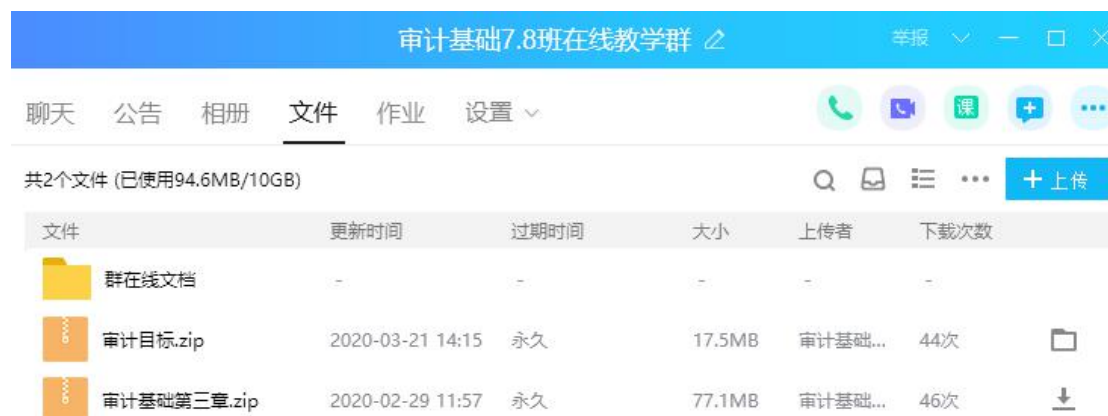 审计基础7.8班在线教学群 举报
聊天 公告 相册 文件 作业 设置
课
共2个文件 (已使用94.6MB/10GB) 上传
文件 更新时间 过期时间 大小 上传者 下载次数
群在线文档 - - - - -
审计目标.zip 2020-03-21 14:15 永久 17.5MB 审计基础... 44次
审计基础第三章.zip 2020-02-29 11:57 永久 77.1MB 审计基础... 46次